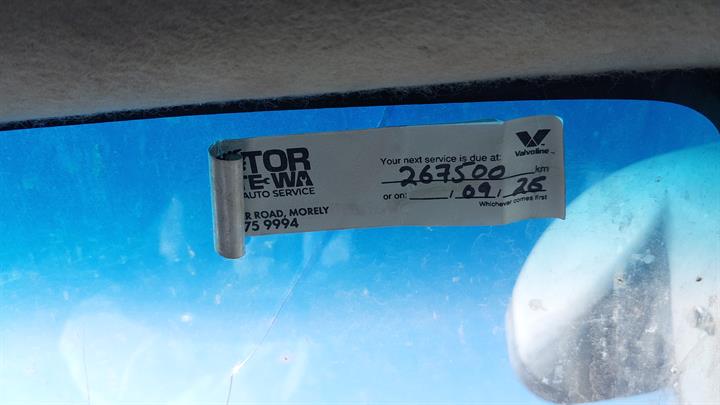 TOR
TE-WA
AUTO SERVICE
R ROAD, MORELY
75 9994
Your next service is due at:
267500 km
or on: / 09 / 26
Whichever comes first
Valvoline